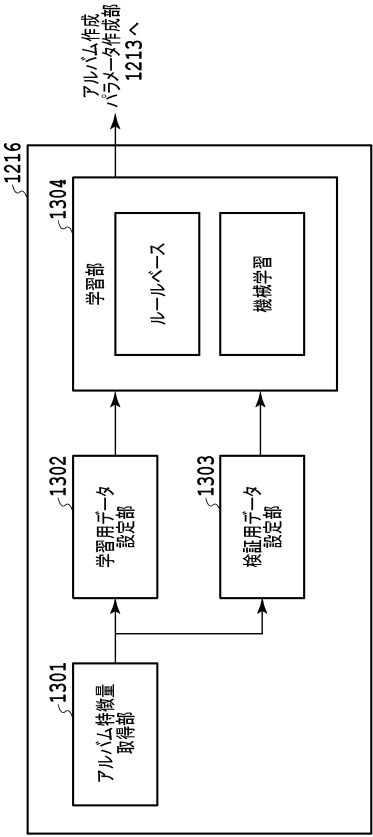 1216
1301
アルバム特徴量
取得部
1302
学習用データ
設定部
1303
検証用データ
設定部
1304
学習部
ルールベース
機械学習
アルバム作成
パラメータ作成部
1213へ